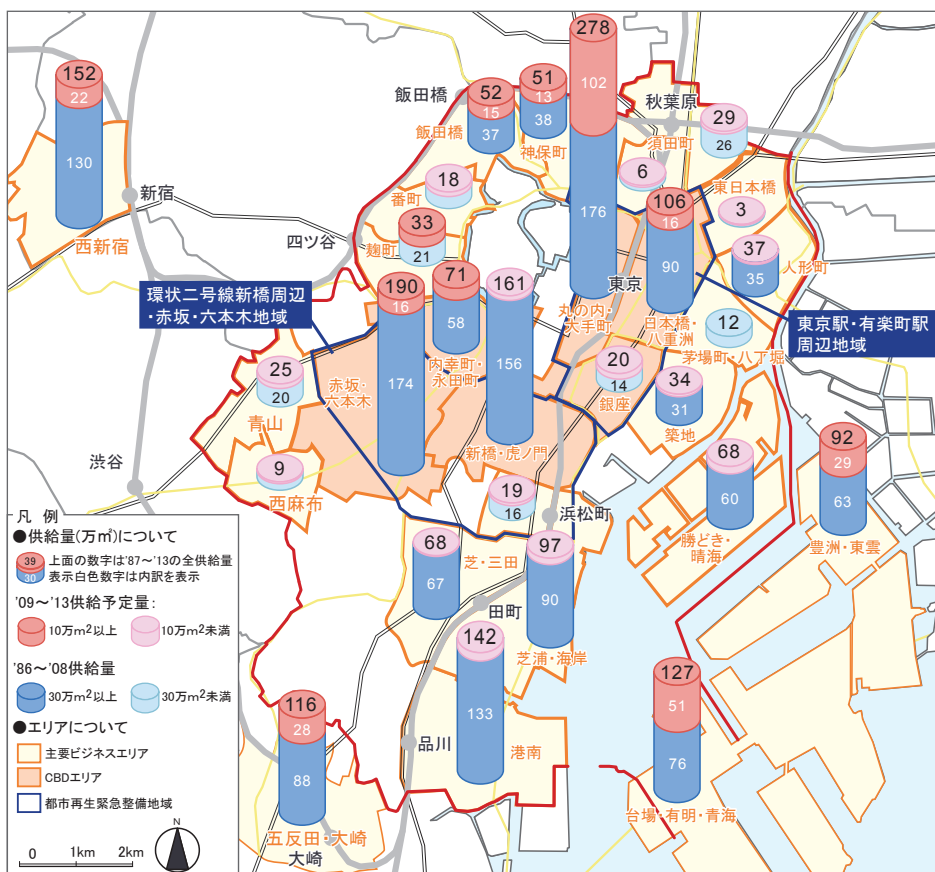 278
102
176
152
22
130
新宿
西新宿
飯田橋
52
15
37
飯田橋
51
13
38
神保町
秋葉原
29
26
須田町
6
東日本橋
3
18
番町
33
21
麹町
四ツ谷
106
16
90
日本橋・
八重洲
37
35
人形町
東京
丸の内・
大手町
環状二号線新橋周辺
・赤坂・六本木地域
東京駅・有楽町駅
周辺地域
190
16
174
赤坂・
六本木
71
58
内幸町・
永田町
161
156
新橋・虎ノ門
12
茅場町・八丁堀
20
14
銀座
34
31
築地
25
20
青山
渋谷
9
西麻布
19
16
浜松町
68
60
勝どき・
晴海
92
29
63
豊洲・東雲
68
67
芝・三田
田町
97
90
芝浦・海岸
142
133
港南
品川
127
51
76
台場・有明・青海
116
28
88
五反田・大崎
大崎
凡 例
●供給量(万㎡)について
39
30
上面の数字は'87～'13の全供給量
表示白色数字は内訳を表示
'09～'13供給予定量:
10万m²以上
10万m²未満
'86～'08供給量
30万m²以上
30万m²未満
●エリアについて
主要ビジネスエリア
CBDエリア
都市再生緊急整備地域
N
0 1km 2km